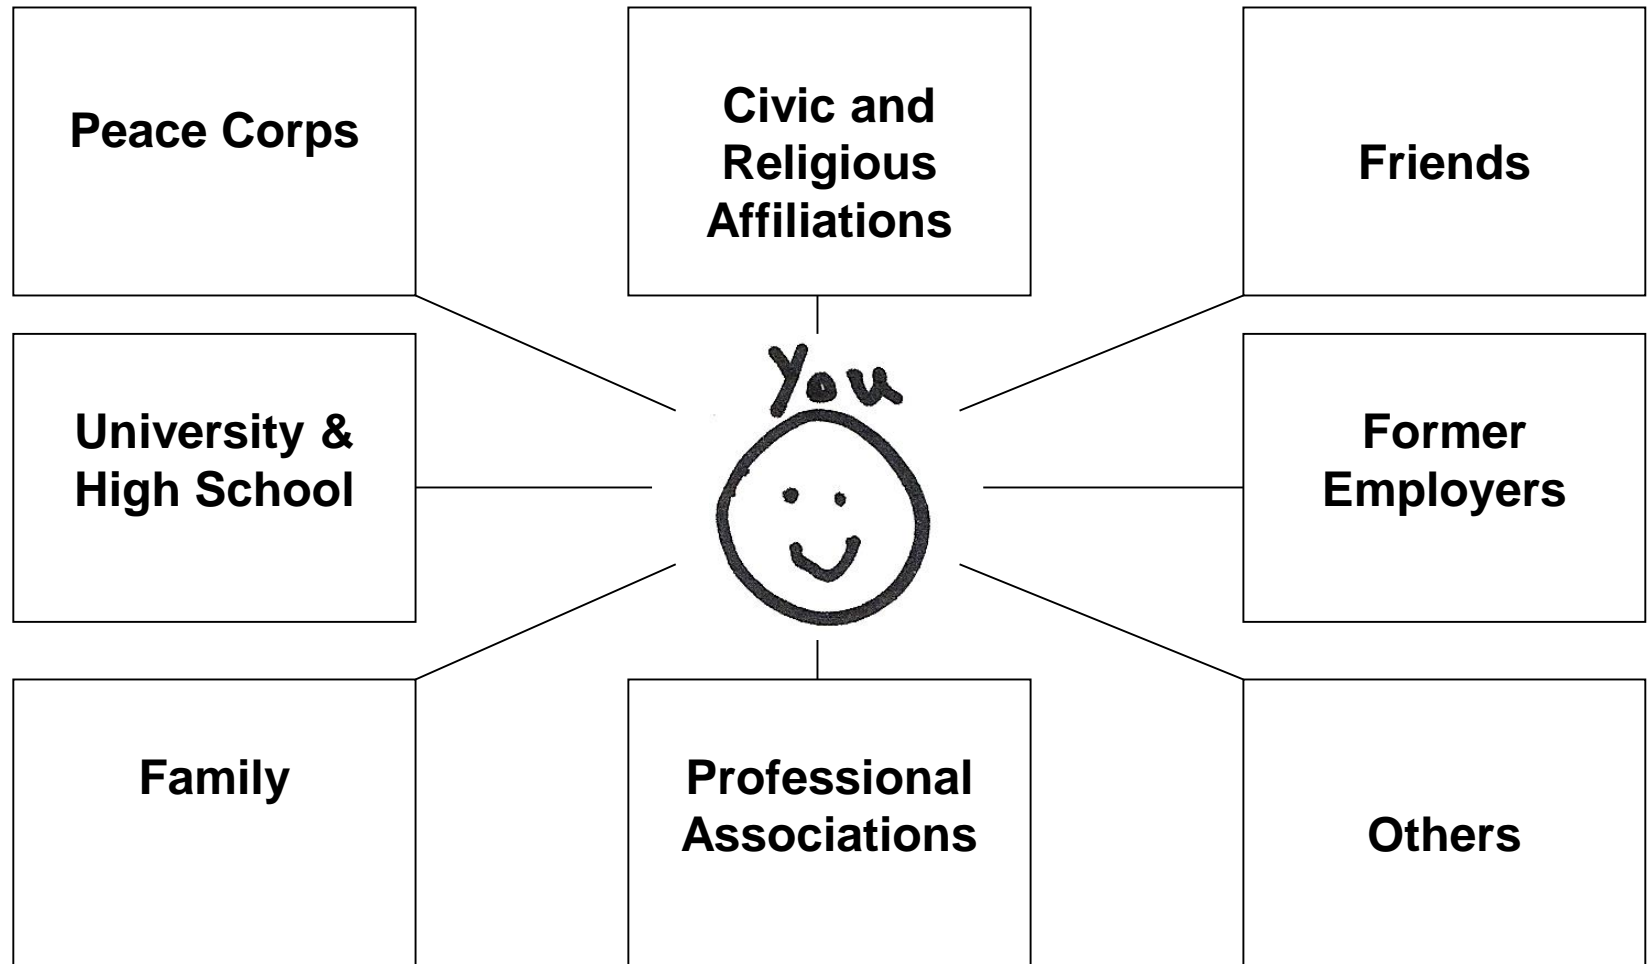 Peace Corps
Civic and
Religious
Affiliations
Friends
You
University &
High School
Former
Employers
Family
Professional
Associations
Others